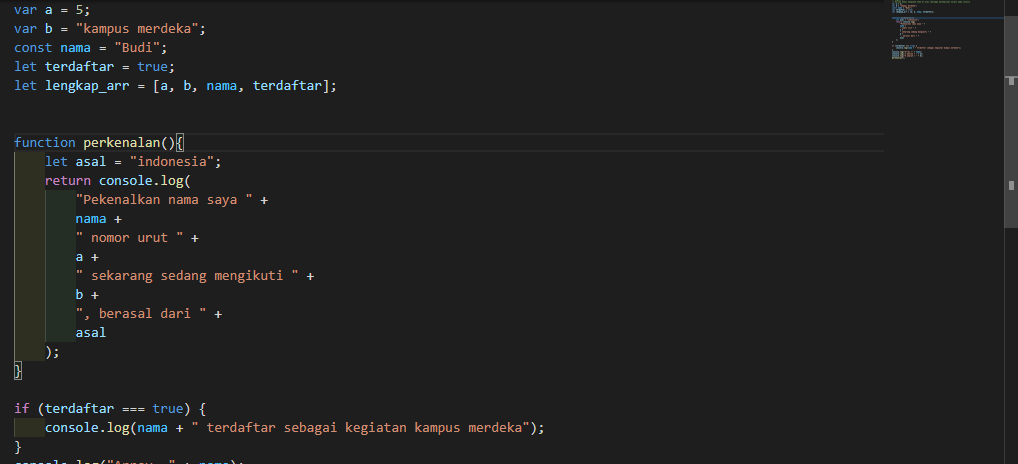 var a = 5;
var b = "kampus merdeka";
const nama = "Budi";
let terdaftar = true;
let lengkap_arr = [a, b, nama, terdaftar];
function perkenalan(){
let asal = "indonesia";
return console.log(
"Pekenalkan nama saya " +
nama +
" nomor urut " +
a +
" sekarang sedang mengikuti " +
b +
", berasal dari " +
asal
);
}
if (terdaftar === true) {
console.log(nama + " terdaftar sebagai kegiatan kampus merdeka");
}